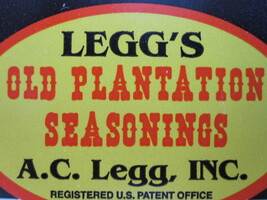 LEGG'S
OLD PLANTATION
SEASONINGS
A.C. Legg, INC.
REGISTERED U.S. PATENT OFFICE